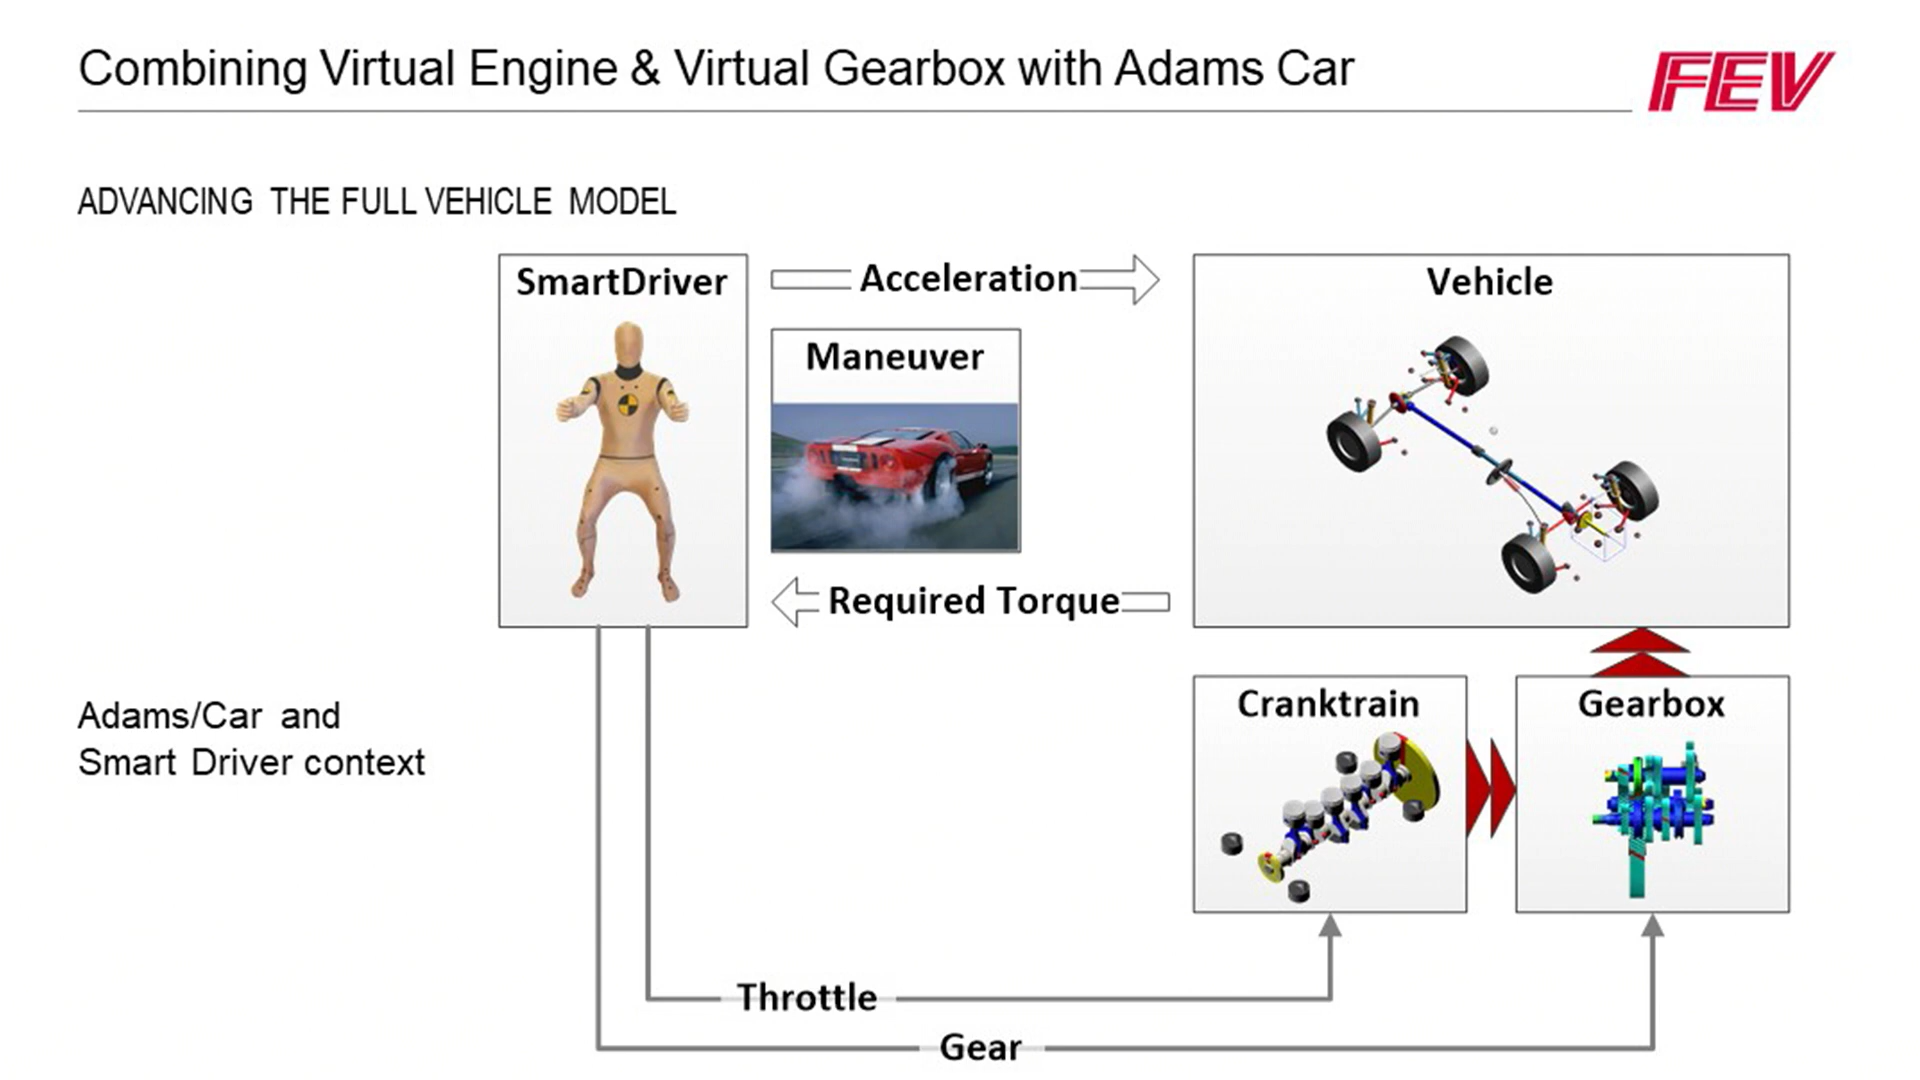 Combining Virtual Engine & Virtual Gearbox with Adams Car
FEV
ADVANCING THE FULL VEHICLE MODEL
SmartDriver
Acceleration
Vehicle
Maneuver
Required Torque
Adams/Car and
Smart Driver context
Cranktrain
Gearbox
Throttle
Gear